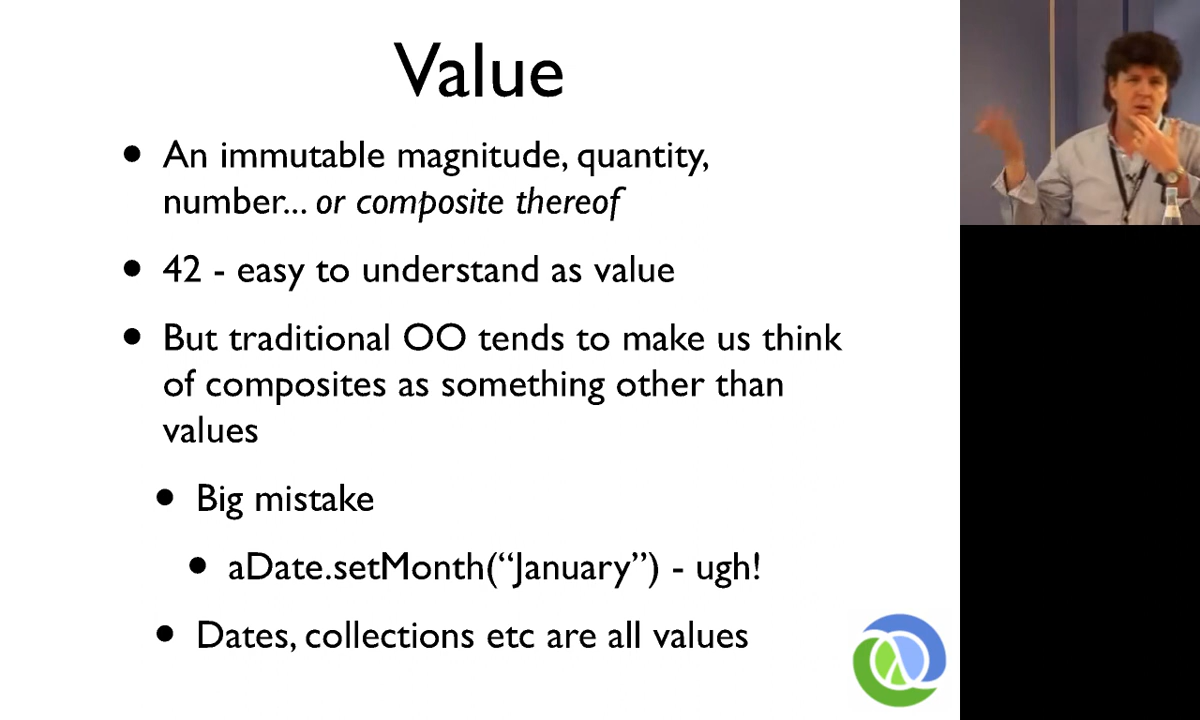 Value
• An immutable magnitude, quantity,
number... or composite thereof
• 42 - easy to understand as value
• But traditional OO tends to make us think
of composites as something other than
values
• Big mistake
• aDate.setMonth(“January”) - ugh!
• Dates, collections etc are all values